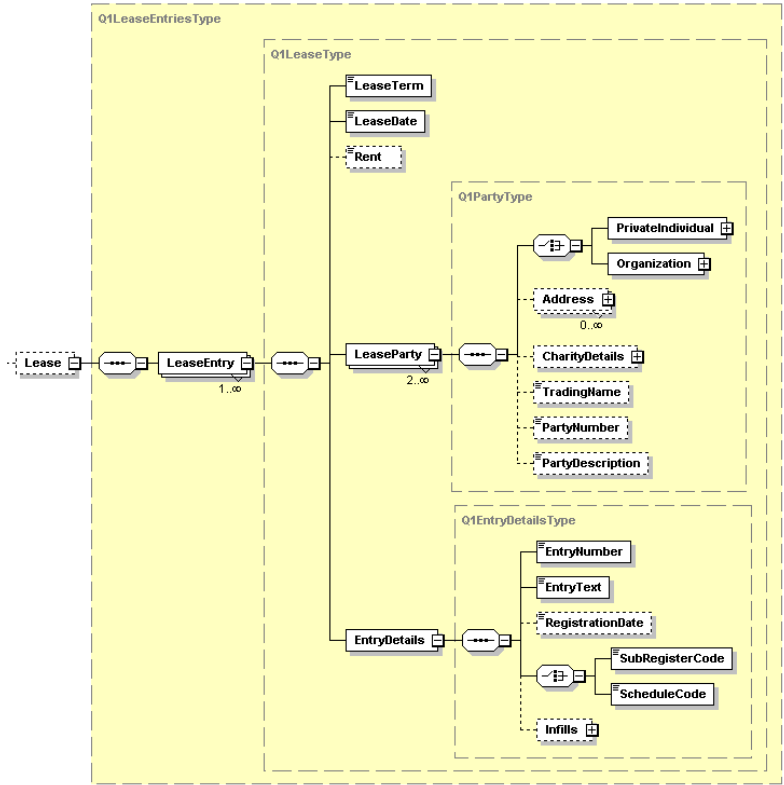 Q1LeaseEntriesType
Q1LeaseType
LeaseTerm
LeaseDate
Rent
Q1PartyType
PrivateIndividual
Organization
Address
0..∞
Lease
LeaseEntry
1..∞
LeaseParty
2..∞
CharityDetails
TradingName
PartyNumber
PartyDescription
Q1EntryDetailsType
EntryNumber
EntryText
RegistrationDate
EntryDetails
SubRegisterCode
ScheduleCode
Infills